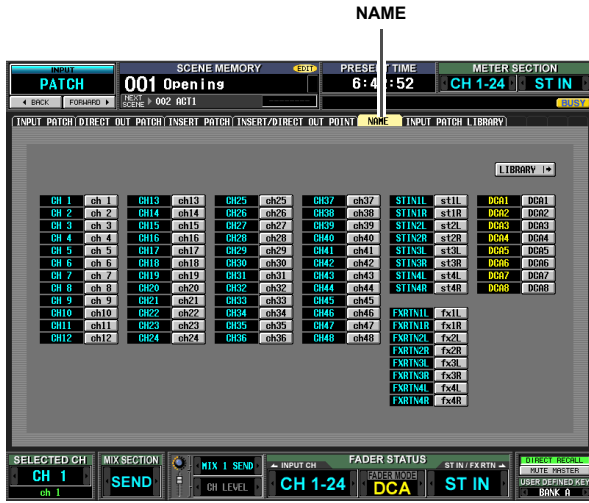 NAME
INPUT PATCH
SCENE MEMORY EDIT
PRESENT TIME
METER SECTION
001 Opening
CH 1-24 ST IN
BACK FORWARD
NEXT SCENE 002 ACT1
BUSY
INPUT PATCH DIRECT OUT PATCH INSERT PATCH INSERT/DIRECT OUT POINT NAME INPUT PATCH LIBRARY
LIBRARY
CH 1 ch 1 CH13 ch13 CH25 ch25 CH37 ch37 STIN1L st1L DCA1 DCA1
CH 2 ch 2 CH14 ch14 CH26 ch26 CH38 ch38 STIN1R st1R DCA2 DCA2
CH 3 ch 3 CH15 ch15 CH27 ch27 CH39 ch39 STIN2L st2L DCA3 DCA3
CH 4 ch 4 CH16 ch16 CH28 ch28 CH40 ch40 STIN2R st2R DCA4 DCA4
CH 5 ch 5 CH17 ch17 CH29 ch29 CH41 ch41 STIN3L st3L DCA5 DCA5
CH 6 ch 6 CH18 ch18 CH30 ch30 CH42 ch42 STIN3R st3R DCA6 DCA6
CH 7 ch 7 CH19 ch19 CH31 ch31 CH43 ch43 STIN4L st4L DCA7 DCA7
CH 8 ch 8 CH20 ch20 CH32 ch32 CH44 ch44 STIN4R st4R DCA8 DCA8
CH 9 ch 9 CH21 ch21 CH33 ch33 CH45 ch45
CH10 ch10 CH22 ch22 CH34 ch34 CH46 ch46 FXRTN1L fx1L
CH11 ch11 CH23 ch23 CH35 ch35 CH47 ch47 FXRTN1R fx1R
CH12 ch12 CH24 ch24 CH36 ch36 CH48 ch48 FXRTN2L fx2L
FXRTN2R fx2R
FXRTN3L fx3L
FXRTN3R fx3R
FXRTN4L fx4L
FXRTN4R fx4R
SELECTED CH
CH 1
ch 1
MIX SECTION
SEND
MIX 1 SEND
CH LEVEL
FADER STATUS
INPUT CH
CH 1-24
FADER MODE
DCA
ST IN / FX RTN
ST IN
DIRECT RECALL
MUTE MASTER
USER DEFINED KEY
BANK A